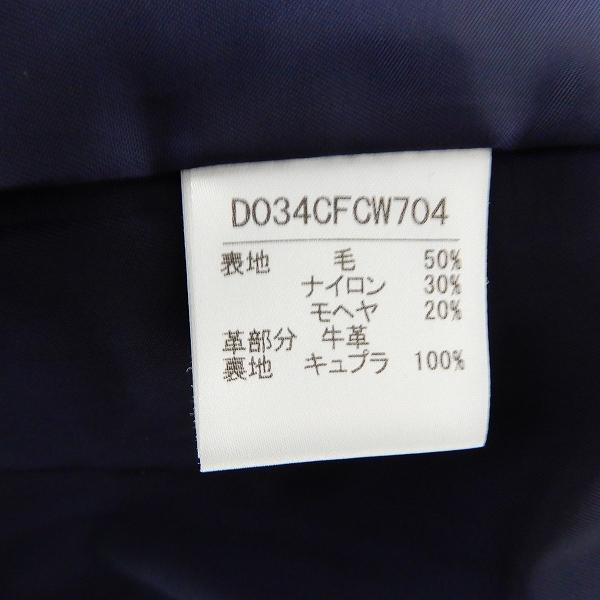 D034CFCW704
表地 毛 50%
ナイロン 30%
モヘヤ 20%
革部分 牛革
裏地 キュプラ 100%